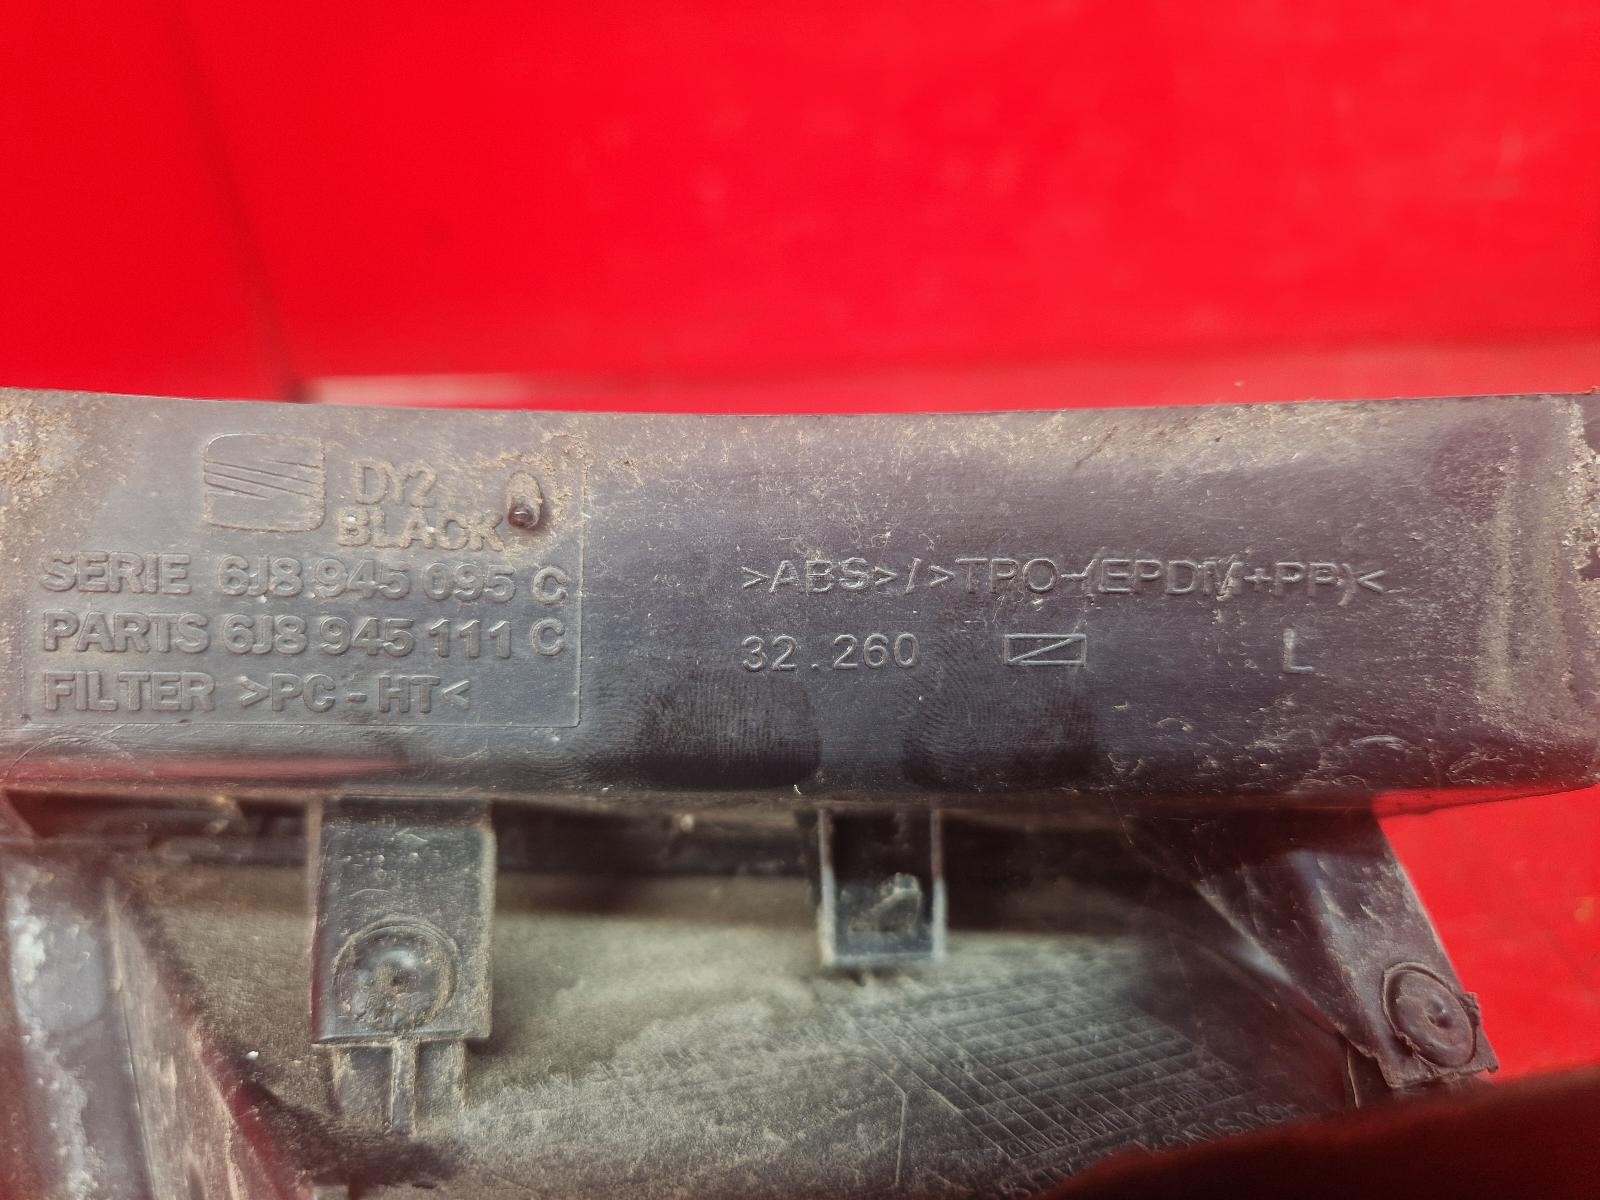 DY2
BLACK
SERIE 6J8 945 095 C
PARTS 6J8 945 111 C
FILTER >PC-HT<
>ABS>/>TPO-(EPDM+PP)<
32.260
L